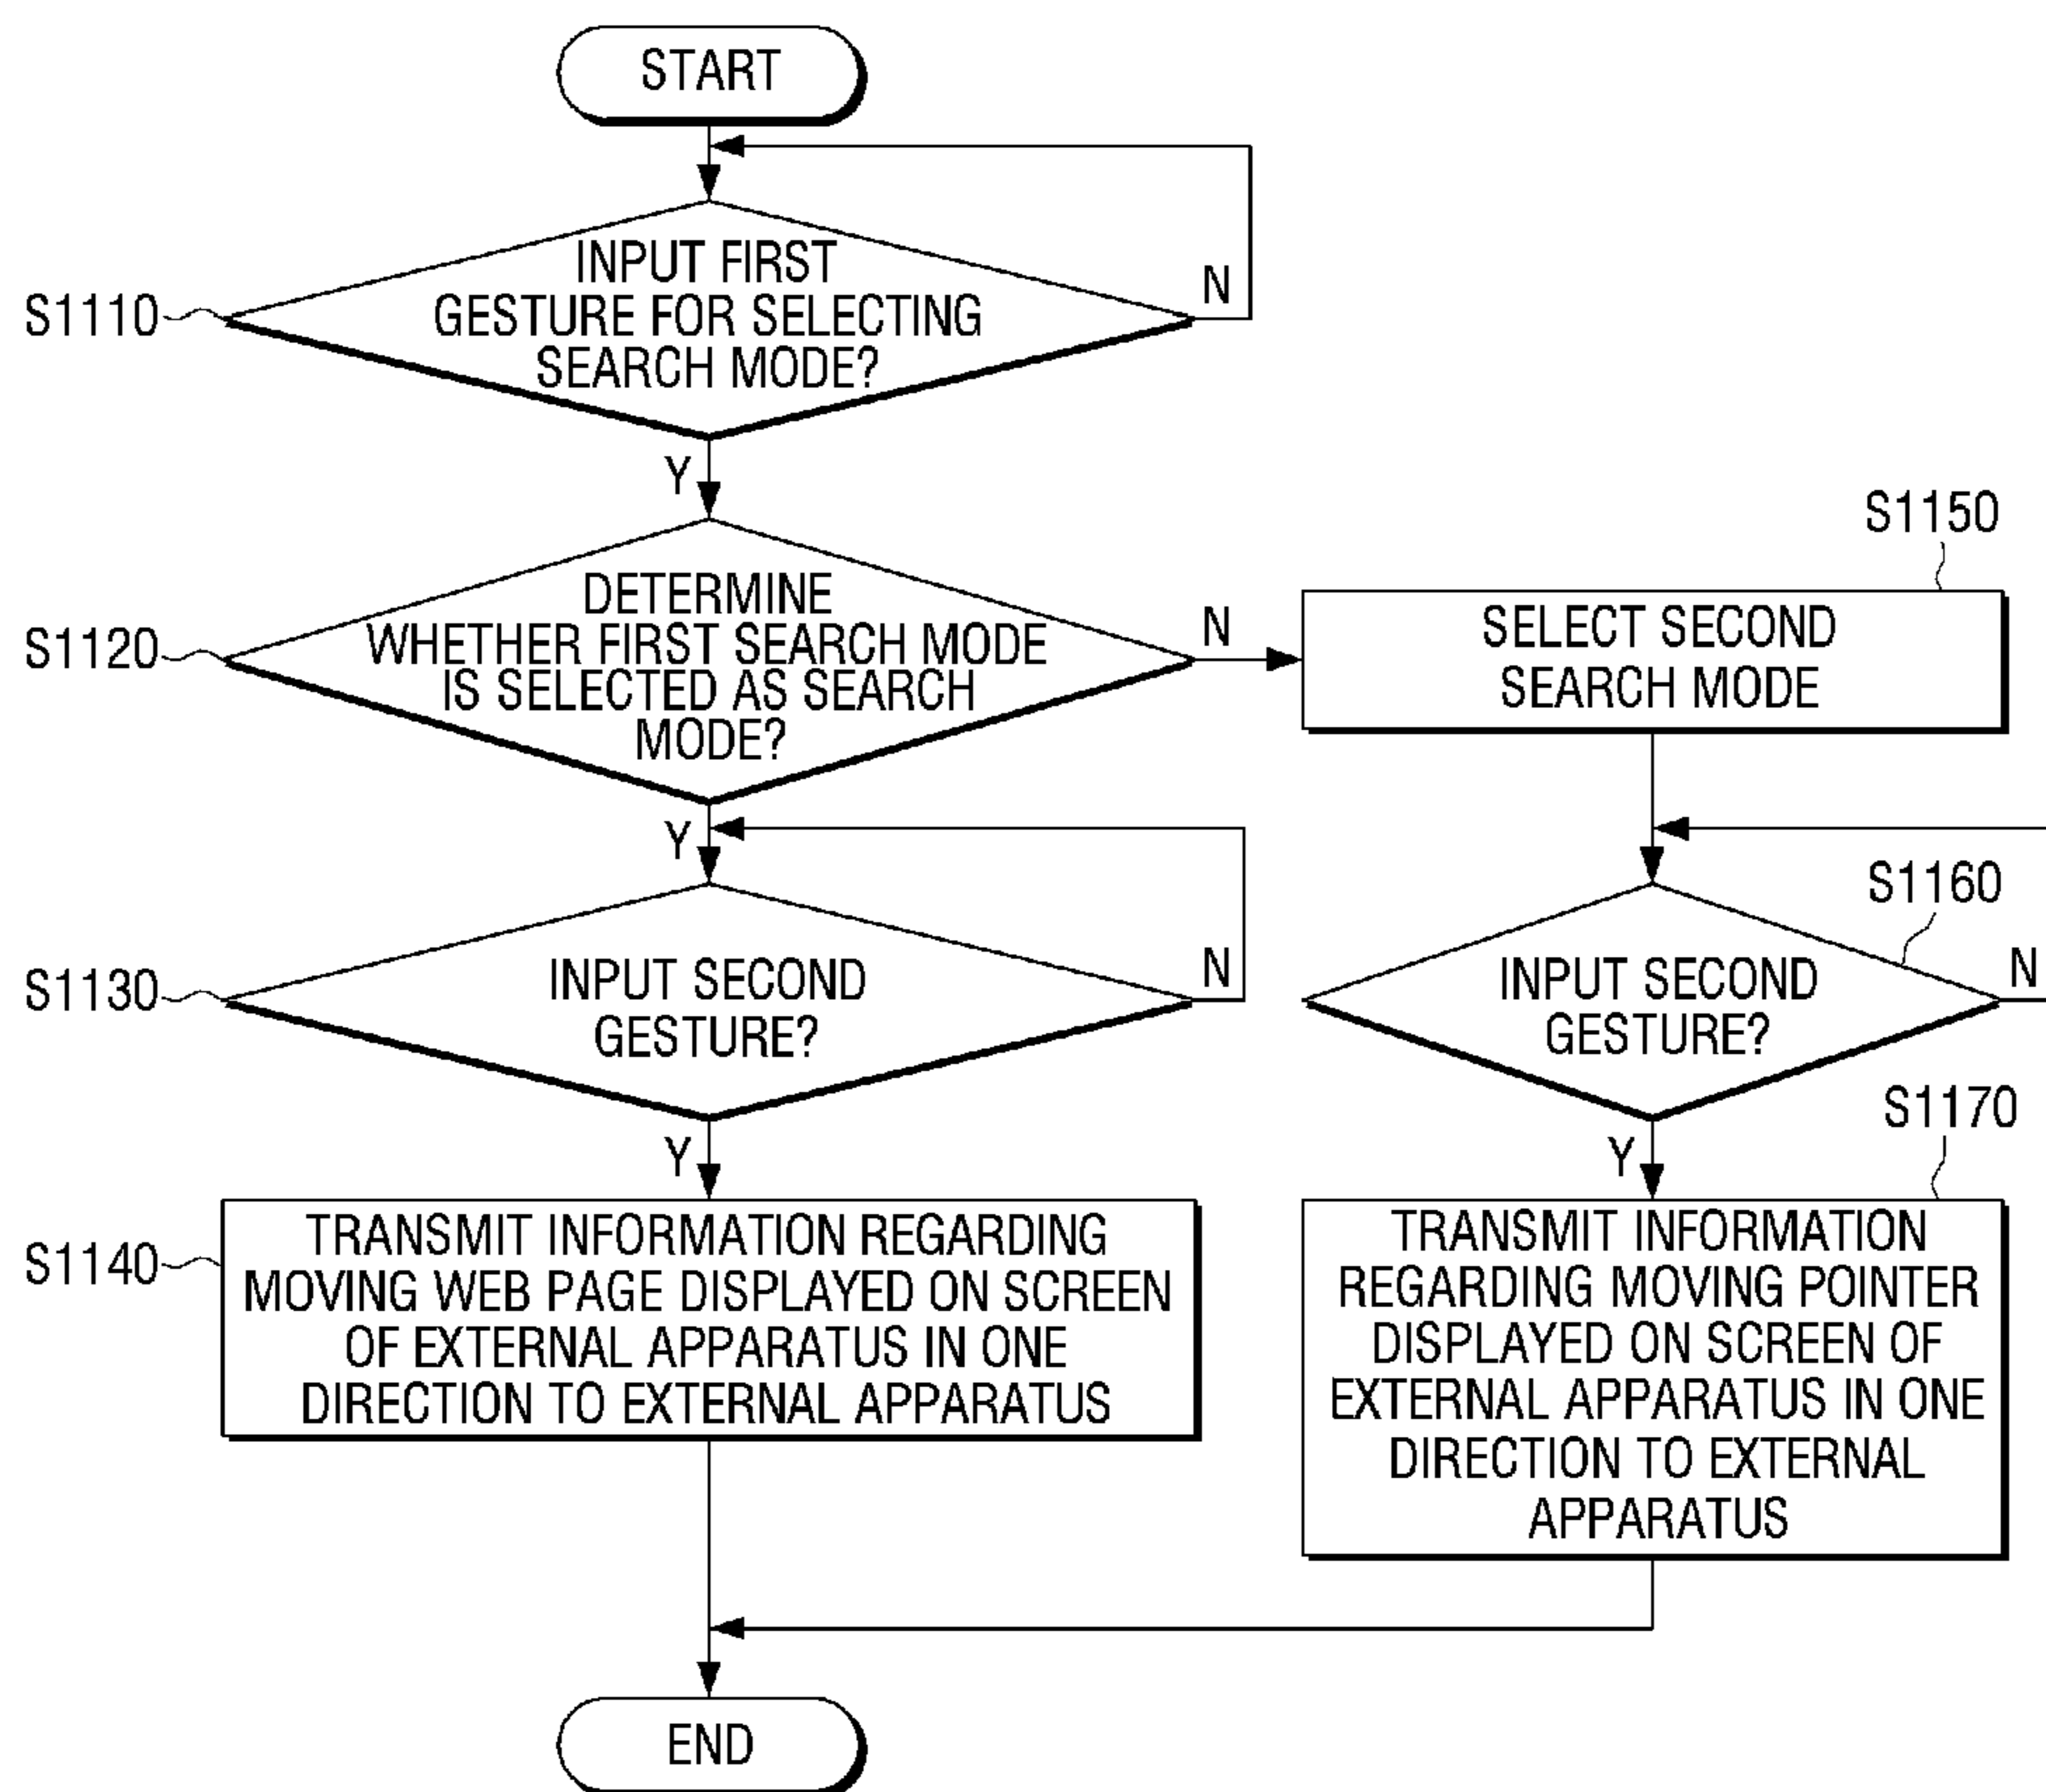 START
INPUT FIRST
GESTURE FOR SELECTING
SEARCH MODE?
N
S1110
Y
DETERMINE
WHETHER FIRST SEARCH MODE
IS SELECTED AS SEARCH
MODE?
N
S1120
S1150
SELECT SECOND
SEARCH MODE
Y
INPUT SECOND
GESTURE?
N
S1130
S1160
INPUT SECOND
GESTURE?
N
Y
S1140
TRANSMIT INFORMATION REGARDING
MOVING WEB PAGE DISPLAYED ON SCREEN
OF EXTERNAL APPARATUS IN ONE
DIRECTION TO EXTERNAL APPARATUS
Y
S1170
TRANSMIT INFORMATION
REGARDING MOVING POINTER
DISPLAYED ON SCREEN OF
EXTERNAL APPARATUS IN ONE
DIRECTION TO EXTERNAL
APPARATUS
END